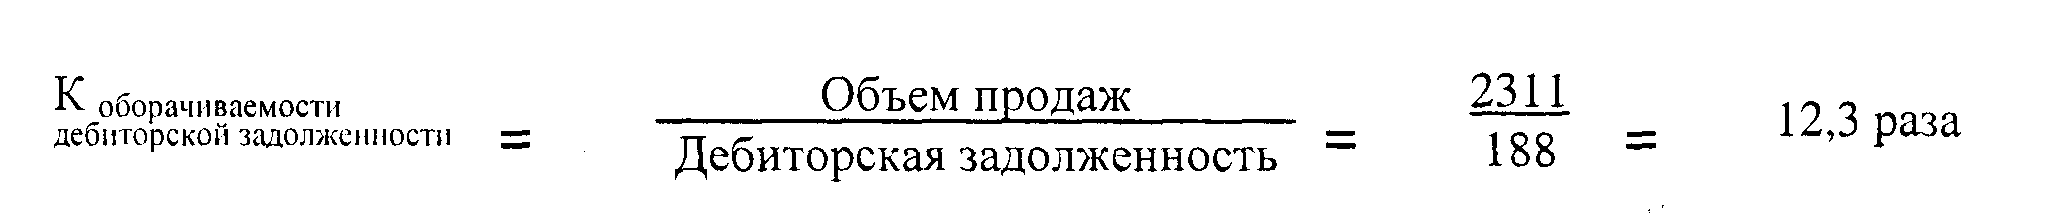 К оборачиваемости
дебиторской задолженности = Объем продаж
Дебиторская задолженность = 2311
188 = 12,3 раза